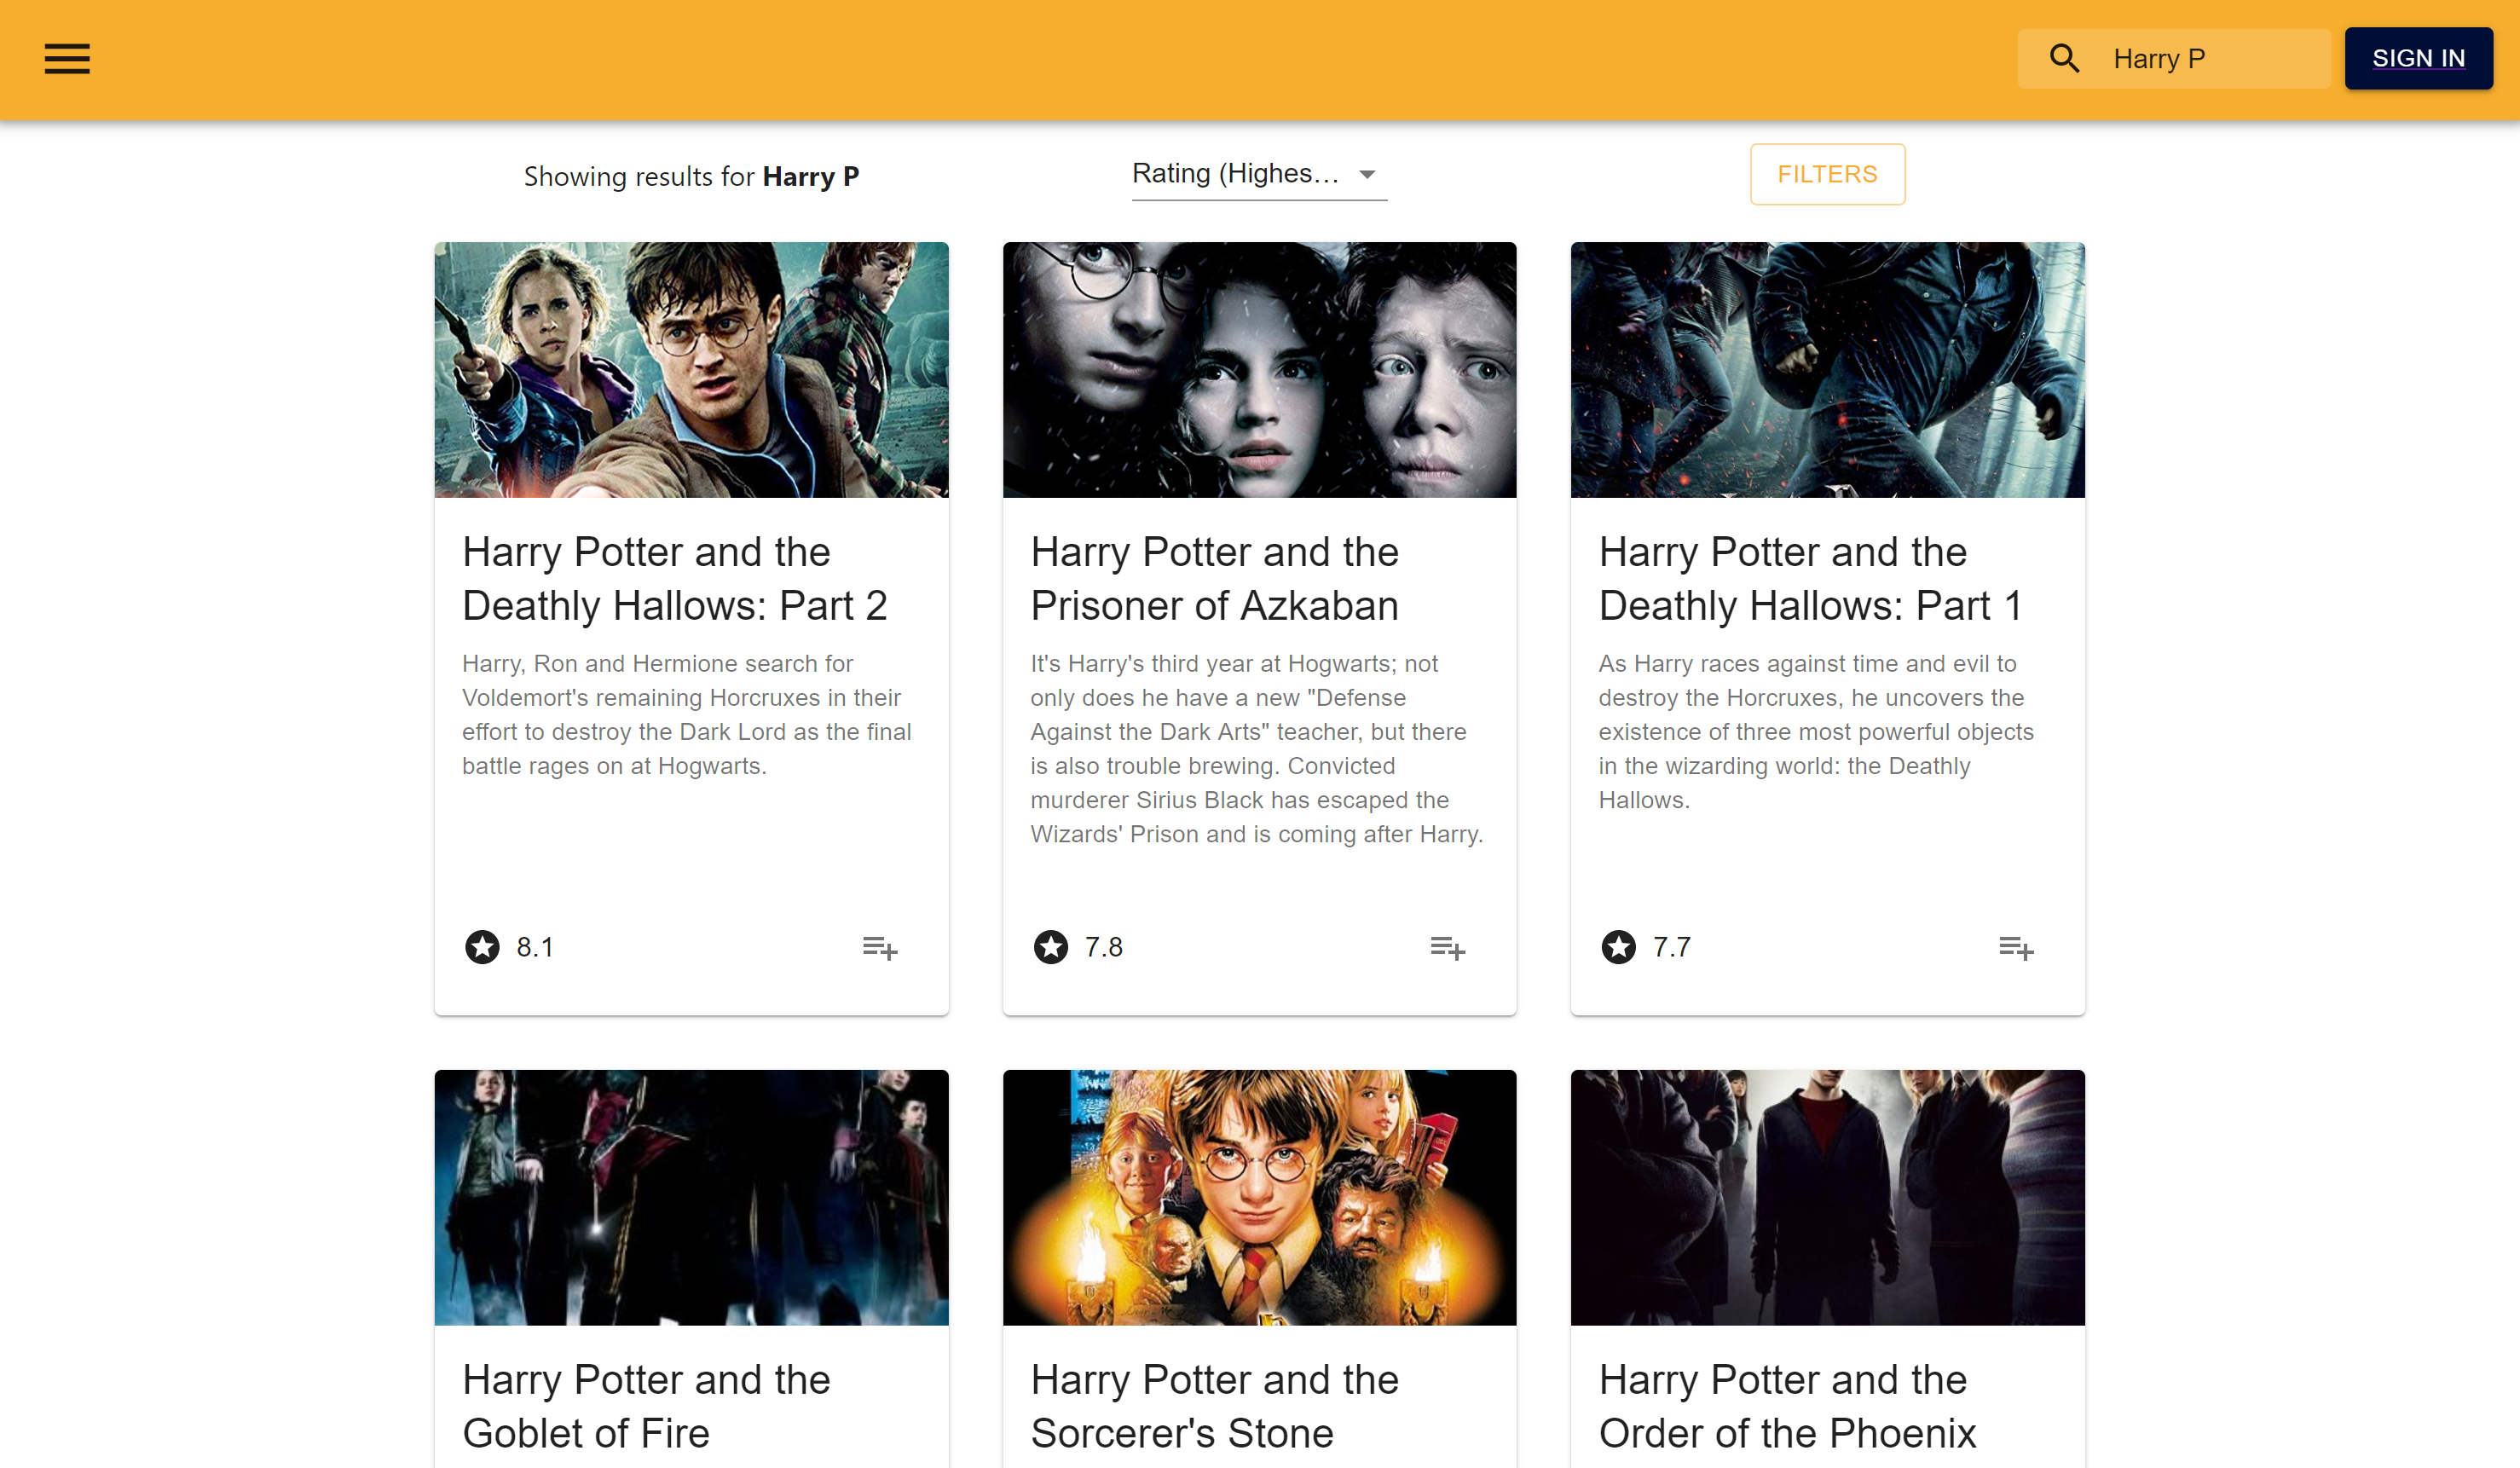 Harry P
SIGN IN
Showing results for Harry P
Rating (Highes...
FILTERS
Harry Potter and the
Deathly Hallows: Part 2
Harry, Ron and Hermione search for
Voldemort's remaining Horcruxes in their
effort to destroy the Dark Lord as the final
battle rages on at Hogwarts.
8.1
Harry Potter and the
Prisoner of Azkaban
It's Harry's third year at Hogwarts; not
only does he have a new "Defense
Against the Dark Arts" teacher, but there
is also trouble brewing. Convicted
murderer Sirius Black has escaped the
Wizards' Prison and is coming after Harry.
7.8
Harry Potter and the
Deathly Hallows: Part 1
As Harry races against time and evil to
destroy the Horcruxes, he uncovers the
existence of three most powerful objects
in the wizarding world: the Deathly
Hallows.
7.7
Harry Potter and the
Goblet of Fire
Harry Potter and the
Sorcerer's Stone
Harry Potter and the
Order of the Phoenix